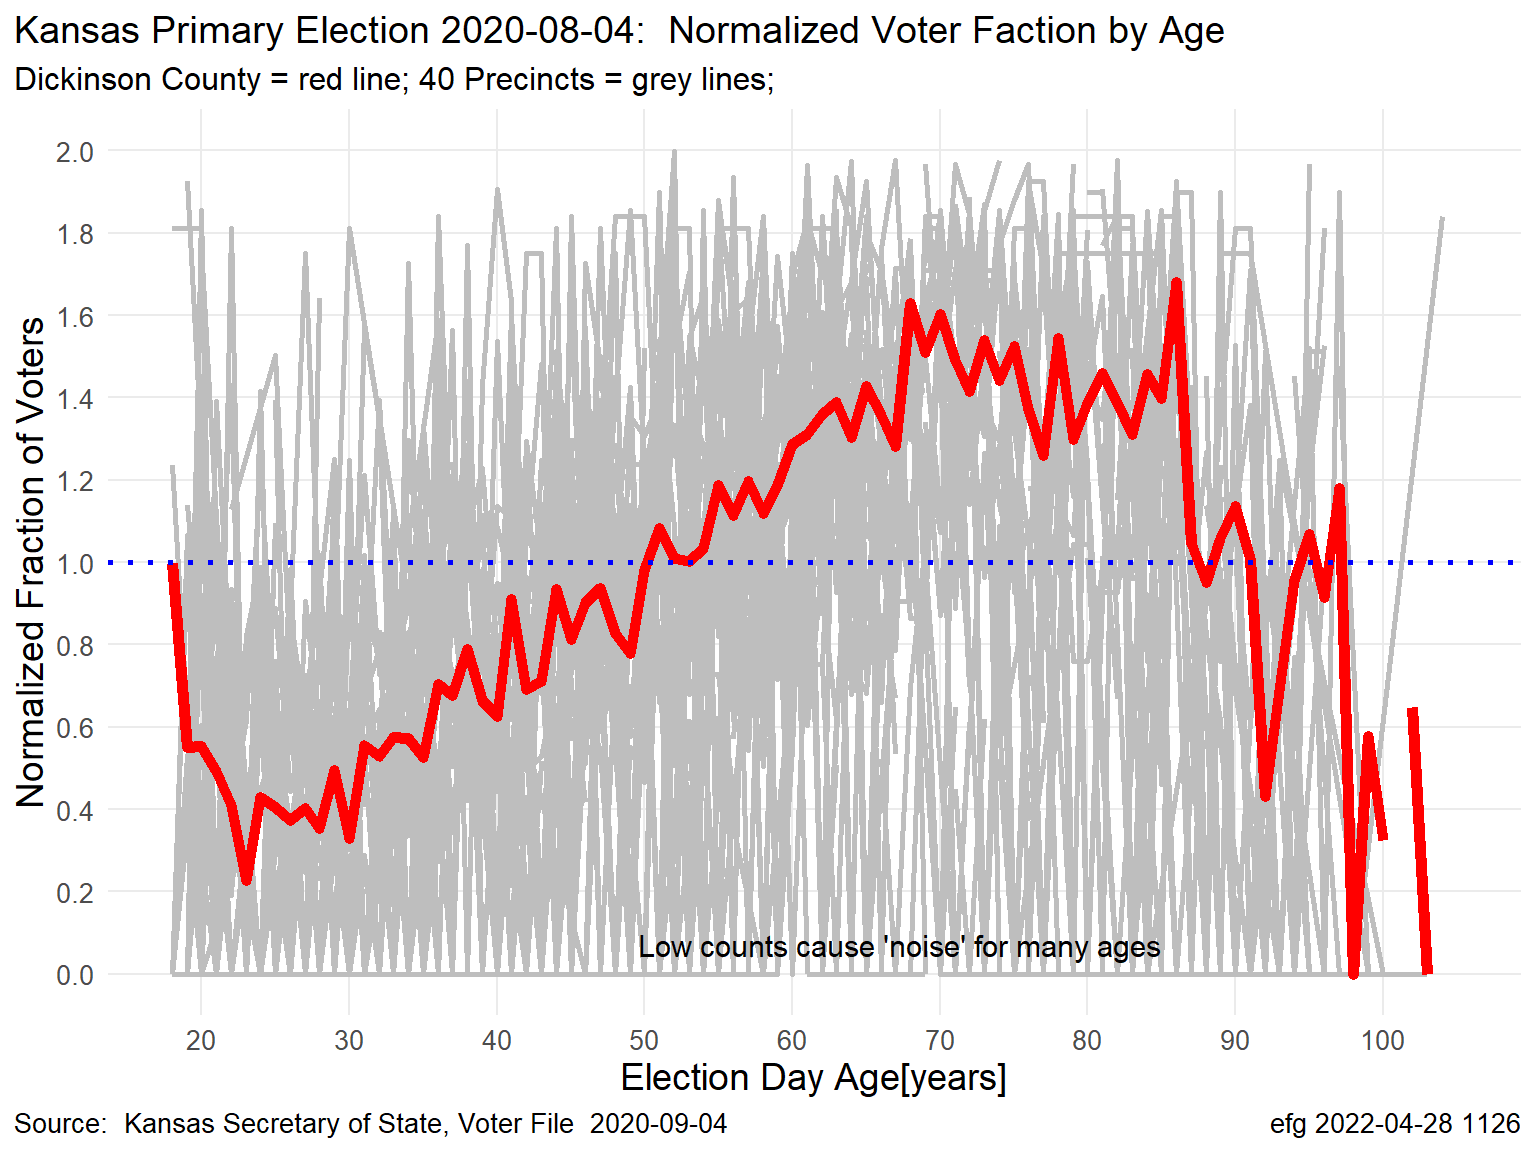 Kansas Primary Election 2020-08-04:  Normalized Voter Faction by Age
Dickinson County = red line; 40 Precincts = grey lines;
Normalized Fraction of Voters
2.0
1.8
1.6
1.4
1.2
1.0
0.8
0.6
0.4
0.2
0.0
Low counts cause 'noise' for many ages
20 30 40 50 60 70 80 90 100
Election Day Age[years]
Source:  Kansas Secretary of State, Voter File  2020-09-04
efg 2022-04-28 1126